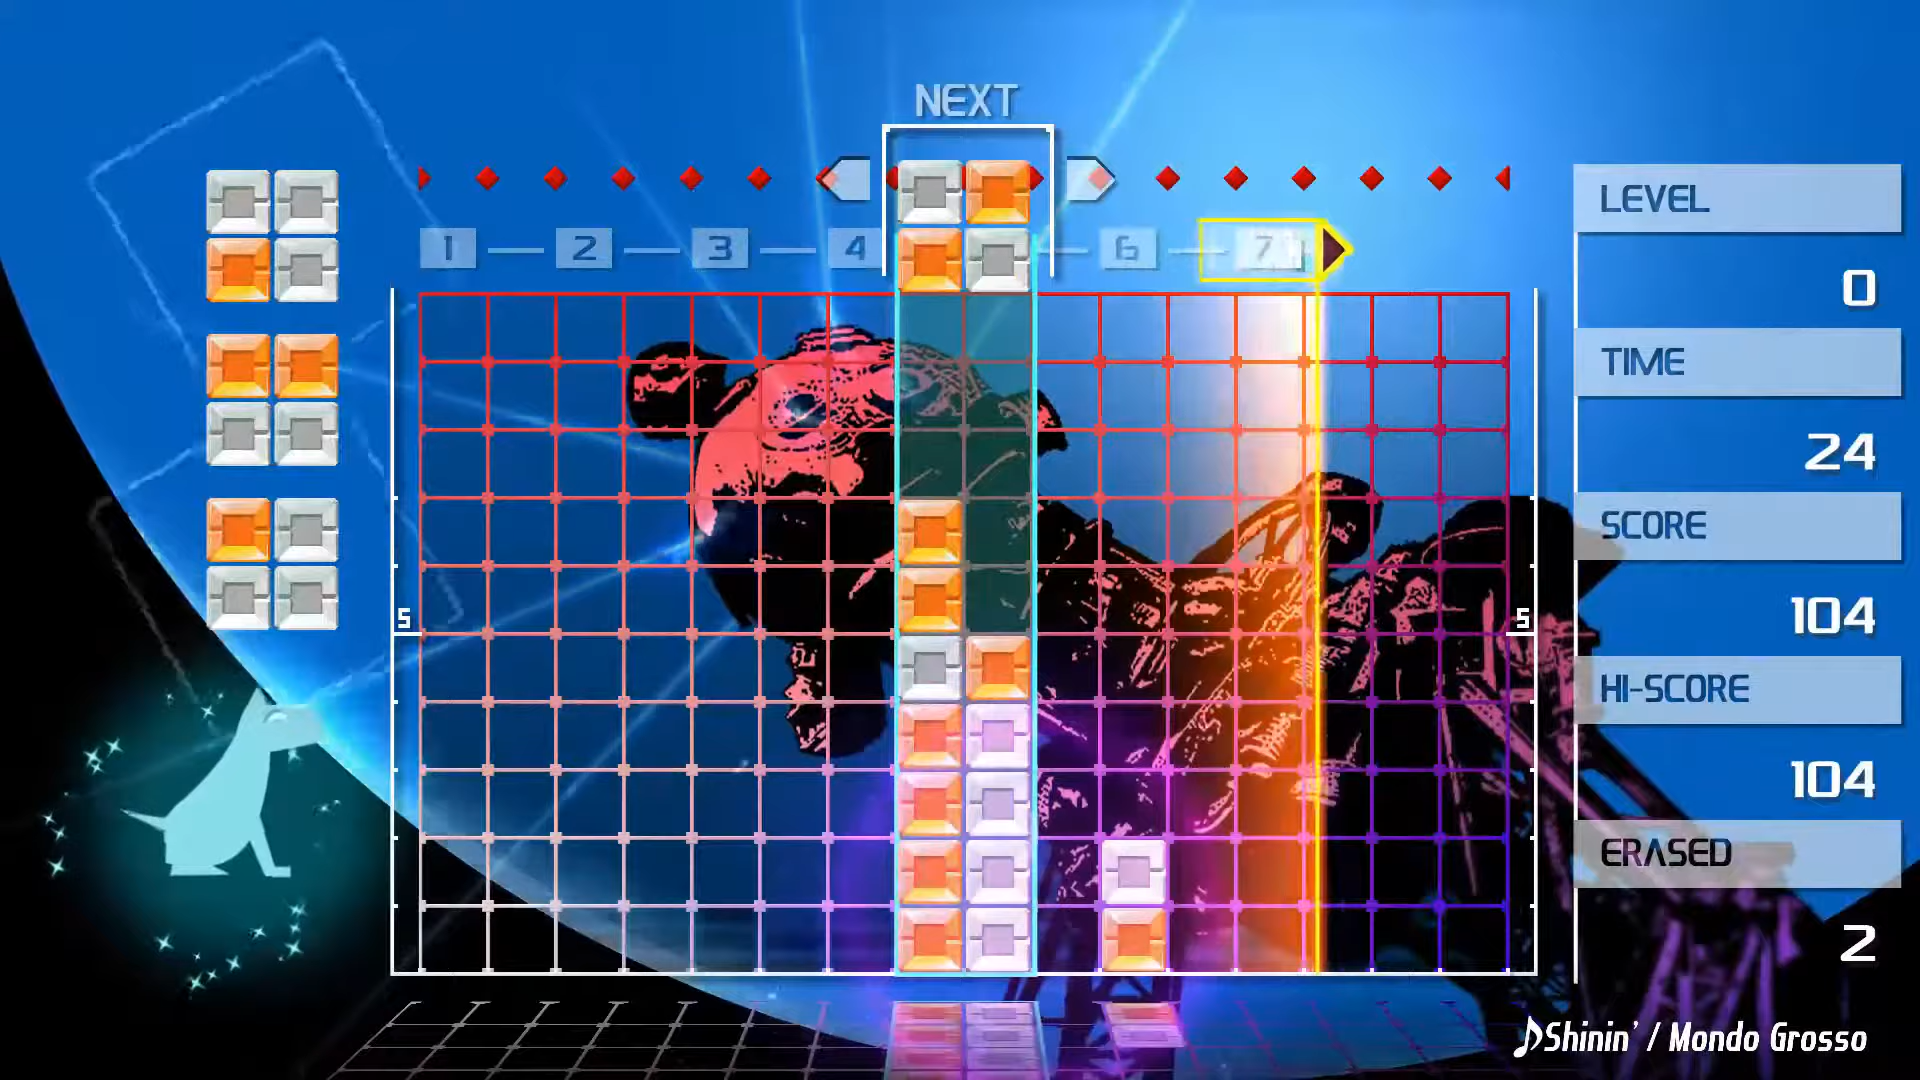 NEXT
1 2 3 4 6 7
5 5
LEVEL
0
TIME
24
SCORE
104
HI-SCORE
104
ERASED
2
♪Shinin' / Mondo Grosso